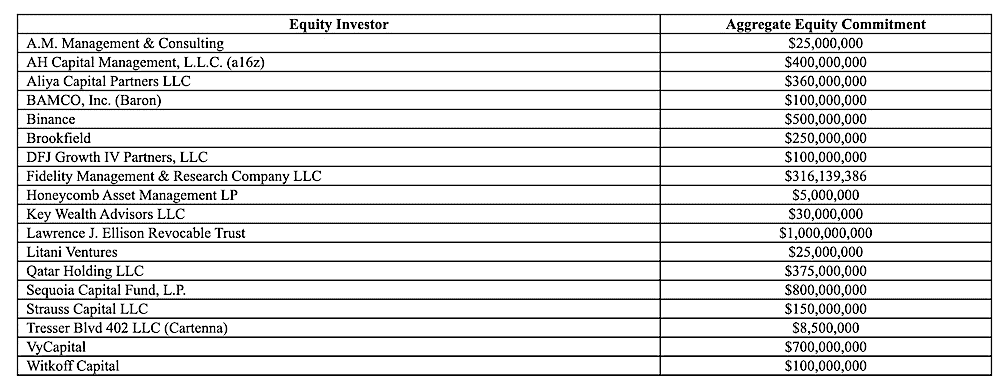 Equity Investor Aggregate Equity Commitment
A.M. Management & Consulting $25,000,000
AH Capital Management, L.L.C. (a16z) $400,000,000
Aliya Capital Partners LLC $360,000,000
BAMCO, Inc. (Baron) $100,000,000
Binance $500,000,000
Brookfield $250,000,000
DFJ Growth IV Partners, LLC $100,000,000
Fidelity Management & Research Company LLC $316,139,386
Honeycomb Asset Management LP $5,000,000
Key Wealth Advisors LLC $30,000,000
Lawrence J. Ellison Revocable Trust $1,000,000,000
Litani Ventures $25,000,000
Qatar Holding LLC $375,000,000
Sequoia Capital Fund, L.P. $800,000,000
Strauss Capital LLC $150,000,000
Tresser Blvd 402 LLC (Cartenna) $8,500,000
VyCapital $700,000,000
Witkoff Capital $100,000,000